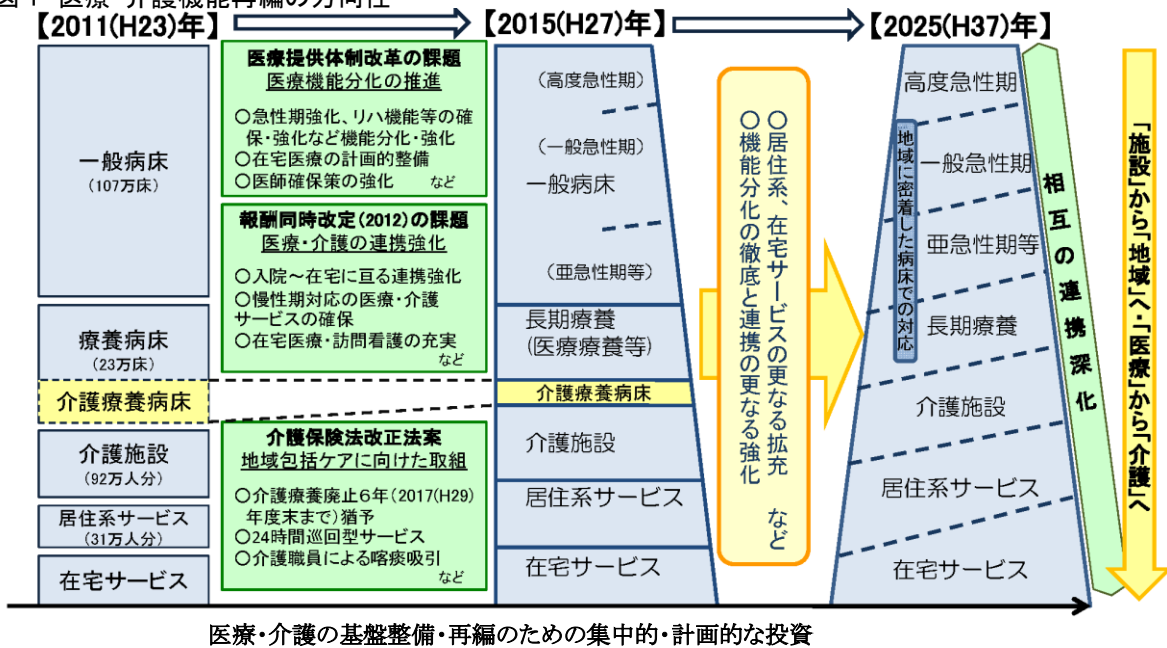 図1 医療・介護機能再編の方向性
【2011(H23)年】
【2015(H27)年】
【2025(H37)年】
一般病床
(107万床)
療養病床
(23万床)
介護療養病床
介護施設
(92万人分)
居住系サービス
(31万人分)
在宅サービス
医療提供体制改革の課題
医療機能分化の推進
○急性期強化、リハ機能等の確
保・強化など機能分化・強化
○在宅医療の計画的整備
○医師確保策の強化 など
報酬同時改定(2012)の課題
医療・介護の連携強化
○入院～在宅に亘る連携強化
○慢性期対応の医療・介護
サービスの確保
○在宅医療・訪問看護の充実
など
介護保険法改正法案
地域包括ケアに向けた取組
○介護療養廃止6年(2017(H29)
年度末まで)猶予
○24時間巡回型サービス
○介護職員による喀痰吸引
など
(高度急性期)
(一般急性期)
一般病床
(亜急性期等)
長期療養
(医療療養等)
介護療養病床
介護施設
居住系サービス
在宅サービス
○居住系、在宅サービスの更なる拡充
○機能分化の徹底と連携の更なる強化 など
高度急性期
一般急性期
亜急性期等
長期療養
地域に密着した病床での対応
介護施設
居住系サービス
在宅サービス
相互の連携深化
「施設」から「地域」へ・「医療」から「介護」へ
医療・介護の基盤整備・再編のための集中的・計画的な投資